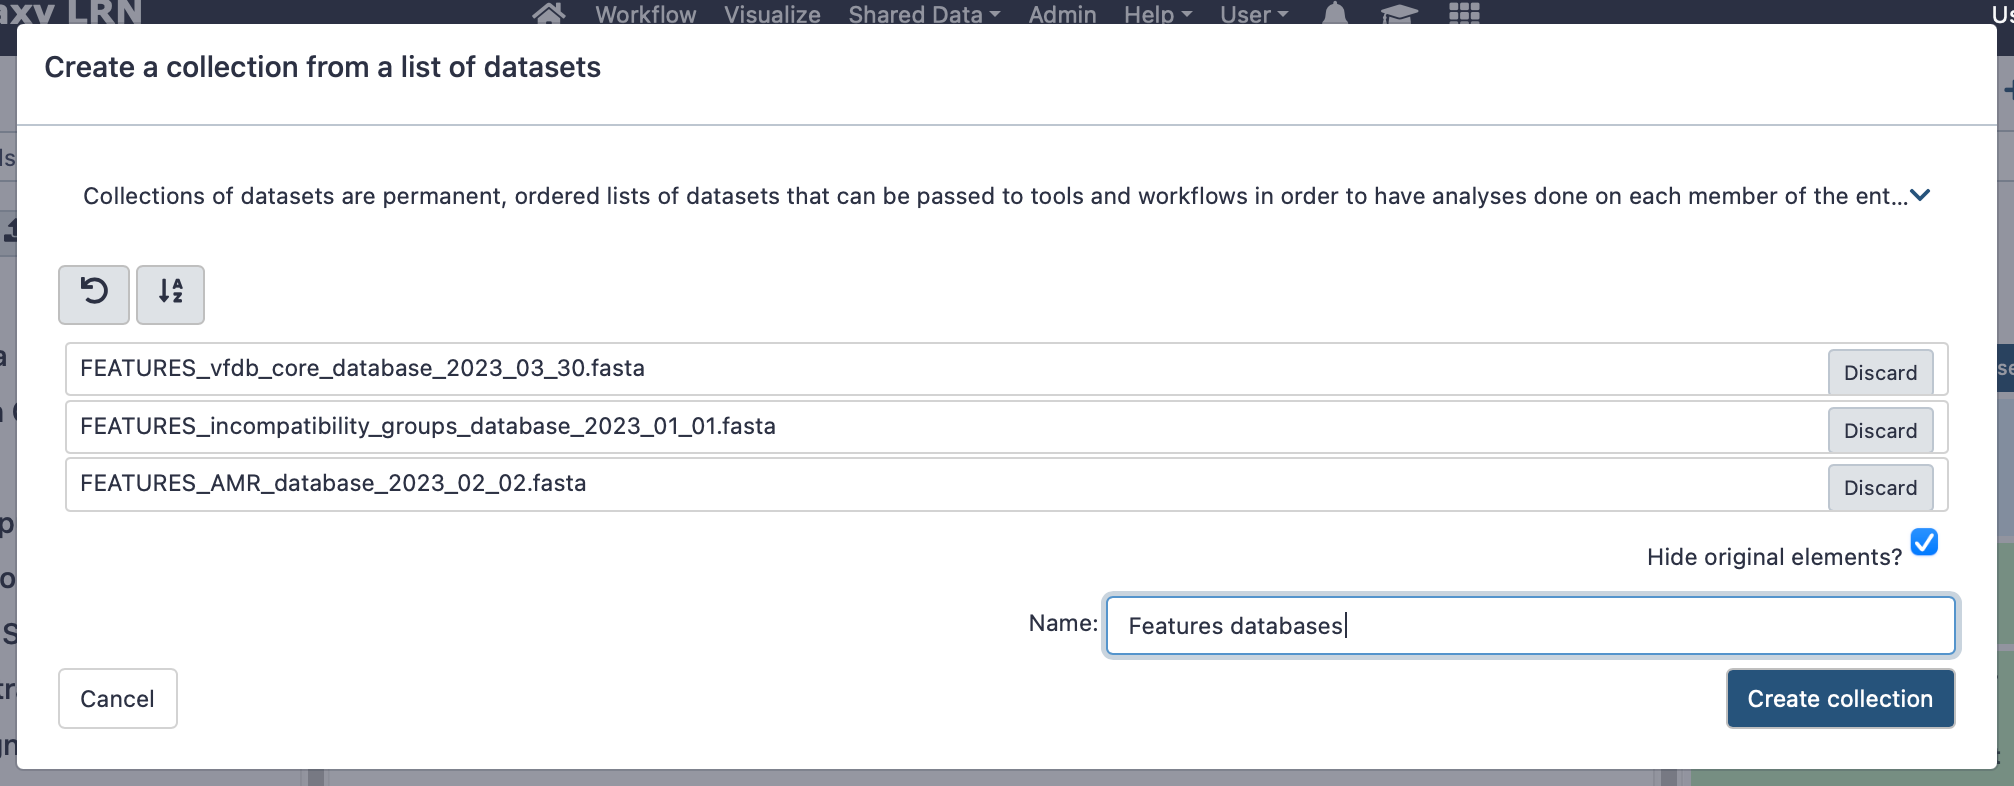 axy LRN
Workflow Visualize Shared Data Admin Help User Us
Create a collection from a list of datasets
Collections of datasets are permanent, ordered lists of datasets that can be passed to tools and workflows in order to have analyses done on each member of the ent...
FEATURES_vfdb_core_database_2023_03_30.fasta Discard
FEATURES_incompatibility_groups_database_2023_01_01.fasta Discard
FEATURES_AMR_database_2023_02_02.fasta Discard
Hide original elements?
Name: Features databases
Cancel Create collection